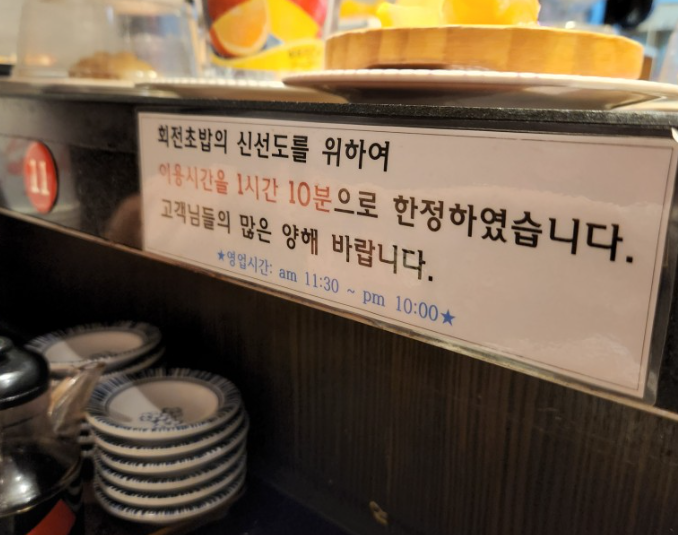 회전초밥의 신선도를 위하여
이용시간을 1시간 10분으로 한정하였습니다.
고객님들의 많은 양해 바랍니다.
★영업시간: am 11:30 ~ pm 10:00★
11